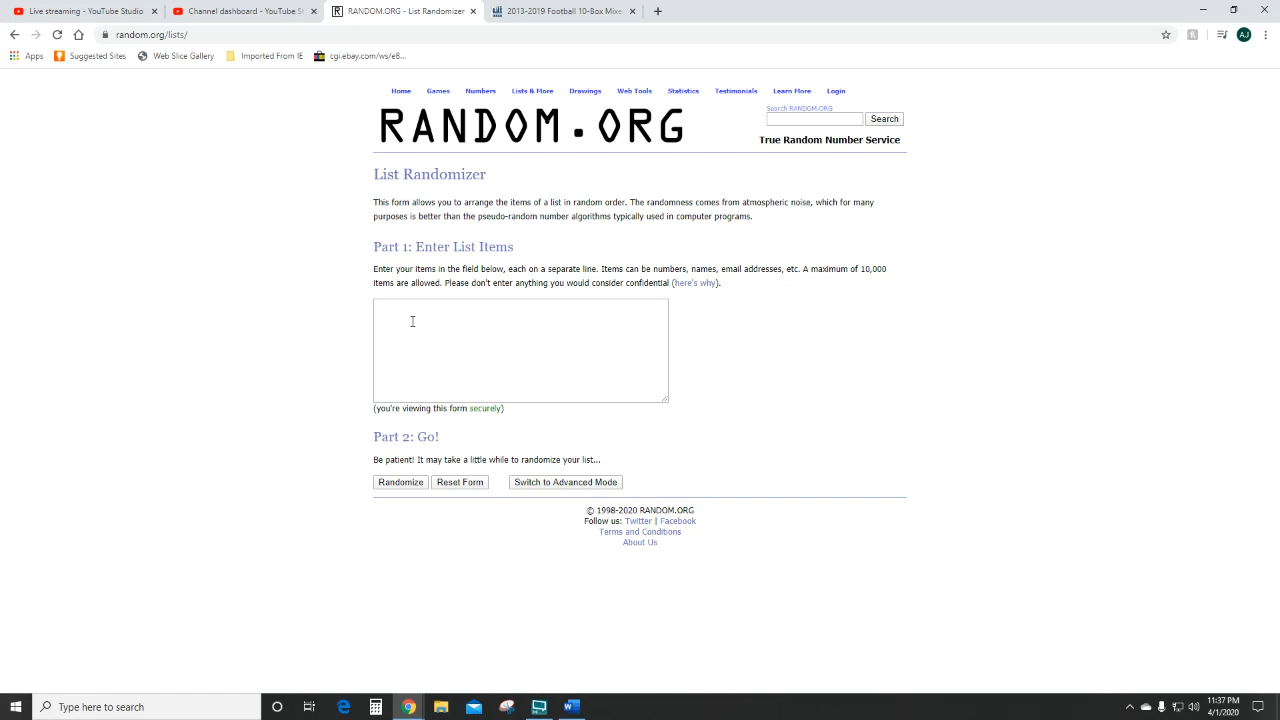 Live streaming - YouTube Studio
Channel dashboard - YouTube St
RANDOM.ORG - List Randomizer
2013-2019 Football 10-Box Mixe
random.org/lists/
AJ
Apps
Suggested Sites
Web Slice Gallery
Imported From IE
cgi.ebay.com/ws/eB...
Home
Games
Numbers
Lists & More
Drawings
Web Tools
Statistics
Testimonials
Learn More
Login
RANDOM.ORG
Search RANDOM.ORG
Search
True Random Number Service
List Randomizer
This form allows you to arrange the items of a list in random order. The randomness comes from atmospheric noise, which for many
purposes is better than the pseudo-random number algorithms typically used in computer programs.
Part 1: Enter List Items
Enter your items in the field below, each on a separate line. Items can be numbers, names, email addresses, etc. A maximum of 10,000
items are allowed. Please don't enter anything you would consider confidential (here's why).
(you're viewing this form securely)
Part 2: Go!
Be patient! It may take a little while to randomize your list...
Randomize
Reset Form
Switch to Advanced Mode
© 1998-2020 RANDOM.ORG
Follow us: Twitter | Facebook
Terms and Conditions
About Us
Type here to search
11:37 PM
4/1/2020